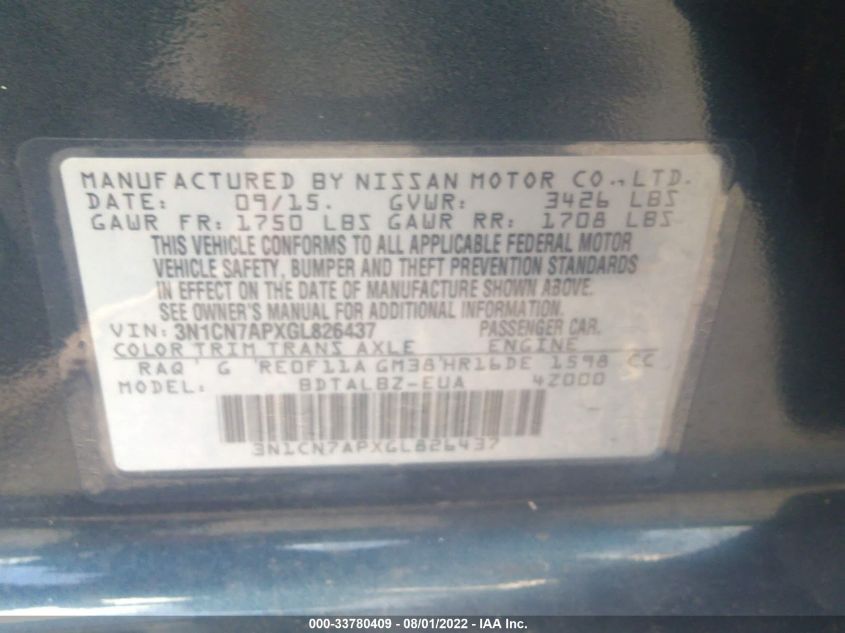 MANUFACTURED BY NISSAN MOTOR CO., LTD.
DATE: 09/15. GVWR: 3426 LBS
GAWR FR: 1750 LBS GAWR RR: 1708 LBS
THIS VEHICLE CONFORMS TO ALL APPLICABLE FEDERAL MOTOR
VEHICLE SAFETY, BUMPER AND THEFT PREVENTION STANDARDS
IN EFFECT ON THE DATE OF MANUFACTURE SHOWN ABOVE.
SEE OWNER'S MANUAL FOR ADDITIONAL INFORMATION.
VIN: 3N1CN7APXGL826437 PASSENGER CAR.
COLOR TRIM TRANS AXLE ENGINE
RAQ G RE0F11A GM38 HR16DE 1598 CC
BDTALBZ-EUA 4Z000
3N1CN7APXGL826437
000-33780409 - 08/01/2022 - IAA Inc.